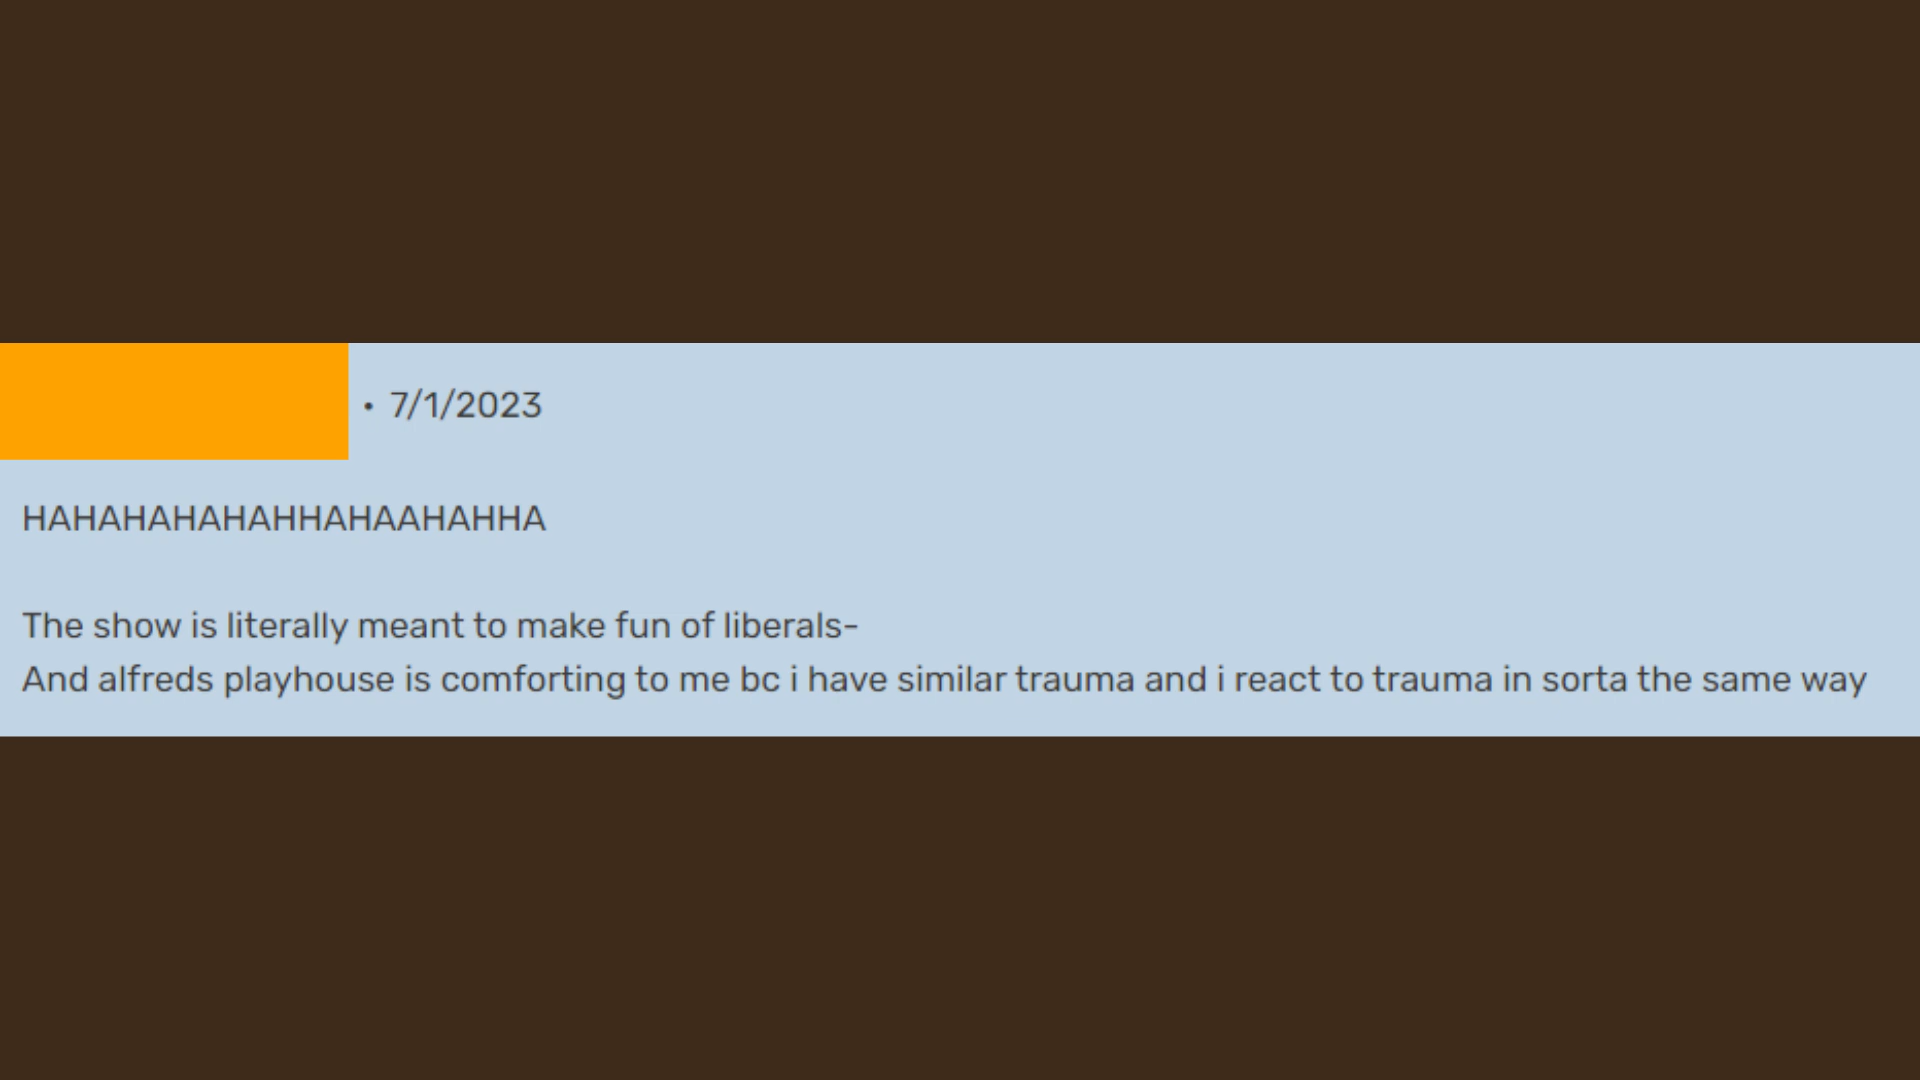 • 7/1/2023
HAHAHAHAHAHHAHAAHAHHA
The show is literally meant to make fun of liberals-
And alfreds playhouse is comforting to me bc i have similar trauma and i react to trauma in sorta the same way